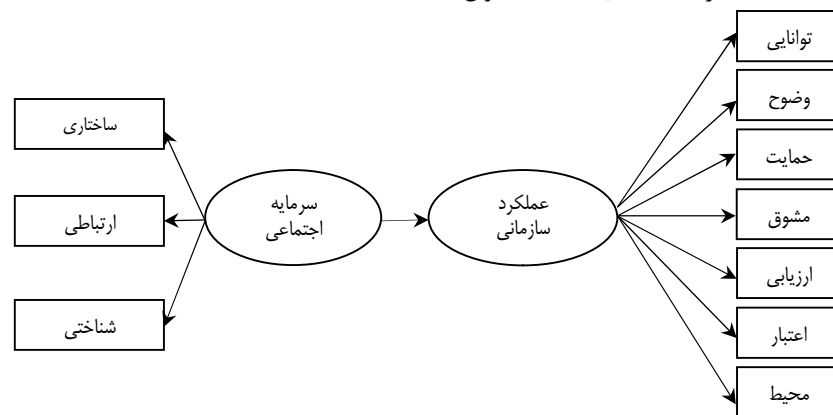 توانایی
وضوح
حمایت
مشوق
ارزیابی
اعتبار
محیط
عملکرد
سازمانی
سرمایه
اجتماعی
ساختاری
ارتباطی
شناختی